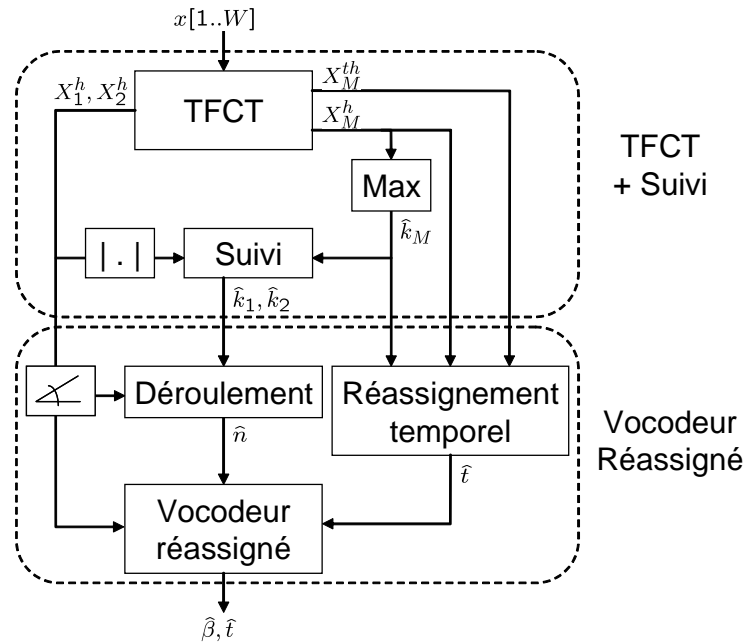 x[1..W]
X_1^h, X_2^h
TFCT
X_M^{th}
X_M^h
Max
TFCT
+ Suivi
| . |
Suivi
k̂_M
k̂_1, k̂_2
Déroulement
Réassignement
temporel
Vocodeur
Réassigné
n̂
t̂
Vocodeur
réassigné
β̂, t̂